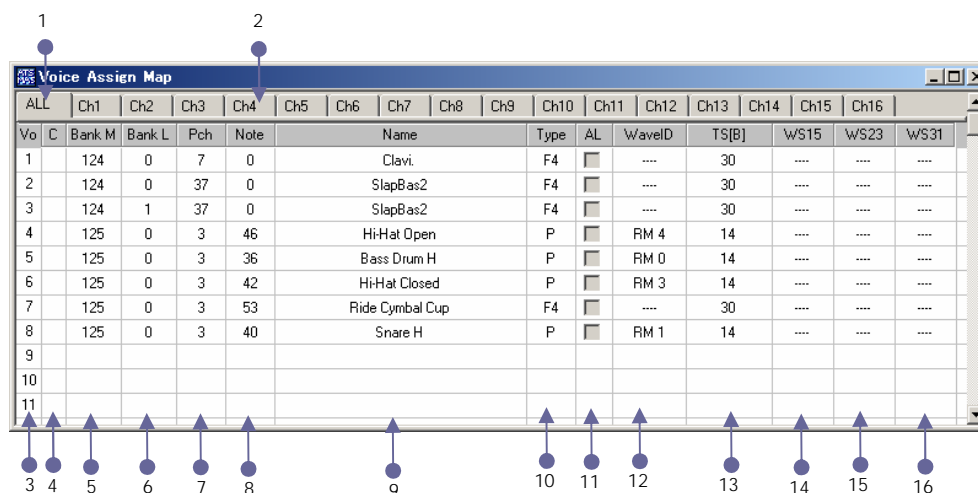 1 2
ATS Voice Assign Map
ALL Ch1 Ch2 Ch3 Ch4 Ch5 Ch6 Ch7 Ch8 Ch9 Ch10 Ch11 Ch12 Ch13 Ch14 Ch15 Ch16
Vo C Bank M Bank L Pch Note Name Type AL WaveID TS[B] WS15 WS23 WS31
1 124 0 7 0 Clavi. F4 ---- 30 ---- ---- ----
2 124 0 37 0 SlapBas2 F4 ---- 30 ---- ---- ----
3 124 1 37 0 SlapBas2 F4 ---- 30 ---- ---- ----
4 125 0 3 46 Hi-Hat Open P RM 4 14 ---- ---- ----
5 125 0 3 36 Bass Drum H P RM 0 14 ---- ---- ----
6 125 0 3 42 Hi-Hat Closed P RM 3 14 ---- ---- ----
7 125 0 3 53 Ride Cymbal Cup F4 ---- 30 ---- ---- ----
8 125 0 3 40 Snare H P RM 1 14 ---- ---- ----
9
10
11
3 4 5 6 7 8 9 10 11 12 13 14 15 16